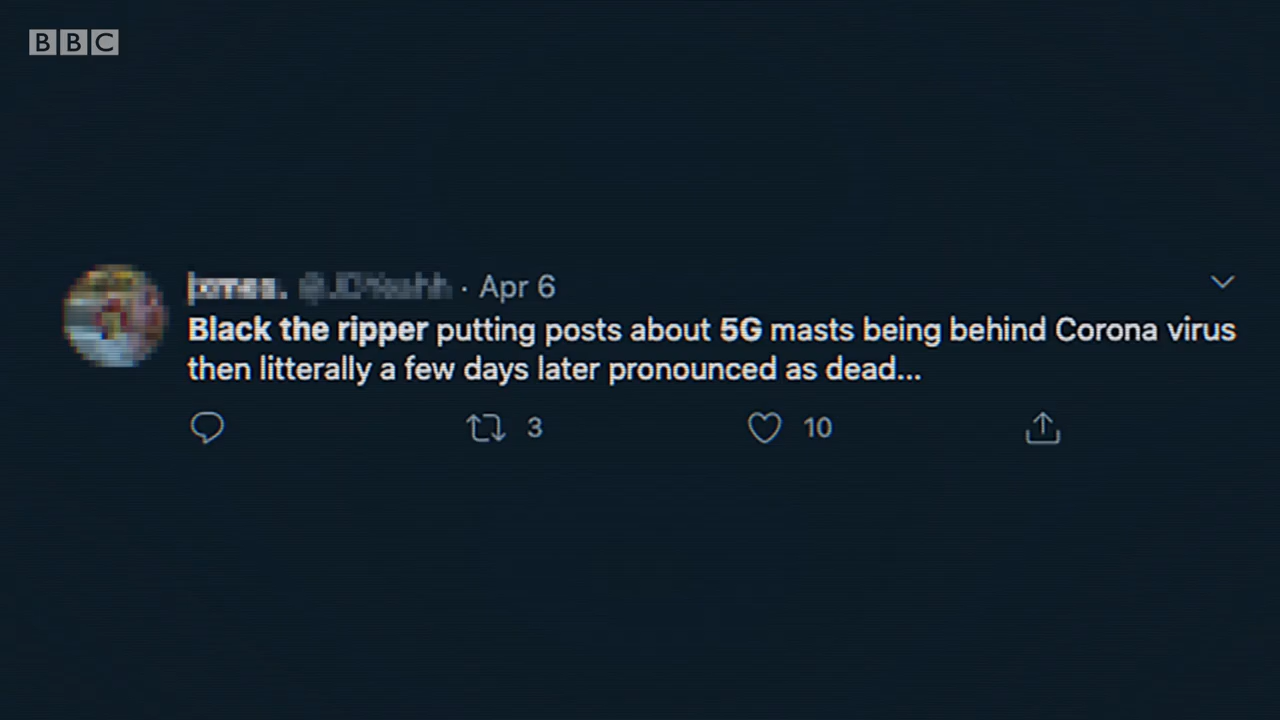 BBC
· Apr 6
Black the ripper putting posts about 5G masts being behind Corona virus
then litterally a few days later pronounced as dead...
3 10